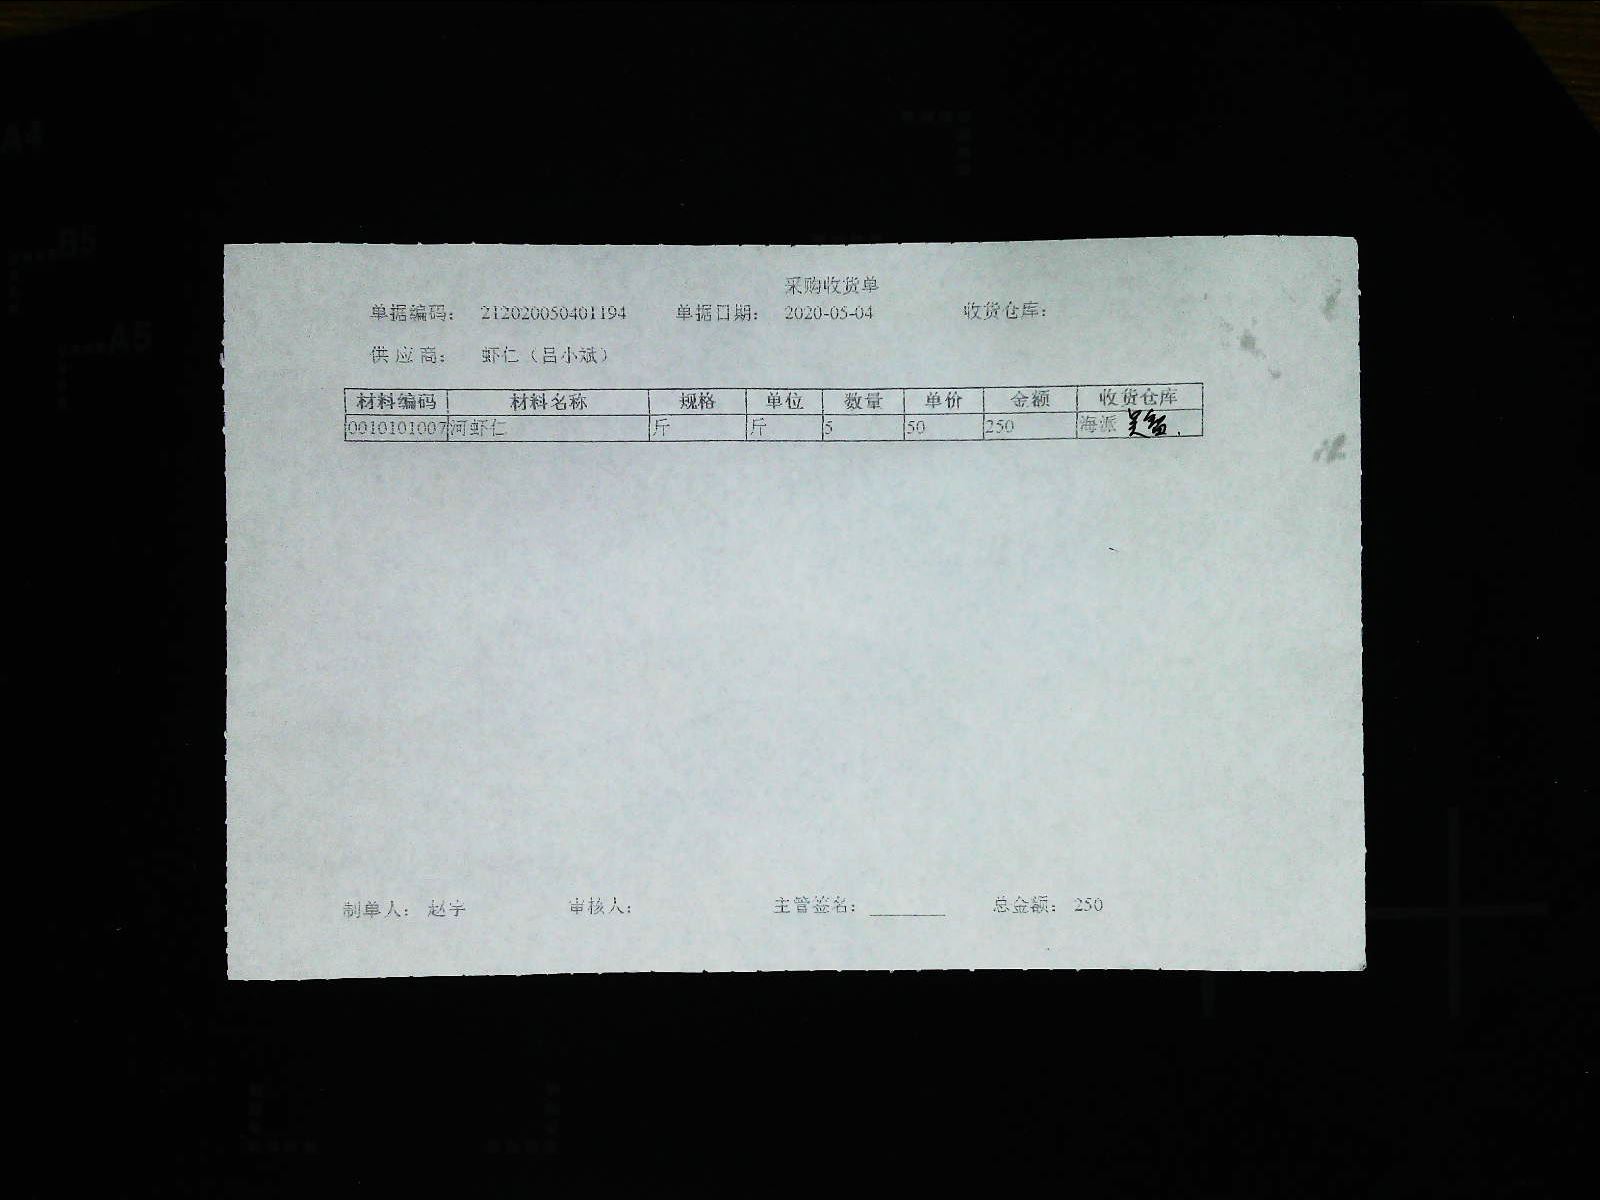 采购收货单
单据编码: 212020050401194 单据日期: 2020-05-04 收货仓库:
供应商: 虾仁（吕小斌）
材料编码 材料名称 规格 单位 数量 单价 金额 收货仓库
0010101007 河虾仁 斤 斤 5 50 250 海派
制单人: 赵宇 审核人: 主管签名: 总金额: 250
A4
B5
A5